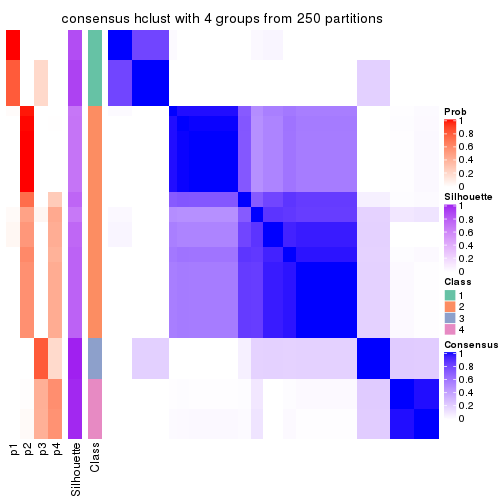 consensus hclust with 4 groups from 250 partitions
Prob
1
0.8
0.6
0.4
0.2
0
Silhouette
1
0.8
0.6
0.4
0.2
0
Class
1
2
3
4
Consensus
1
0.8
0.6
0.4
0.2
0
p1
p2
p3
p4
Silhouette
Class